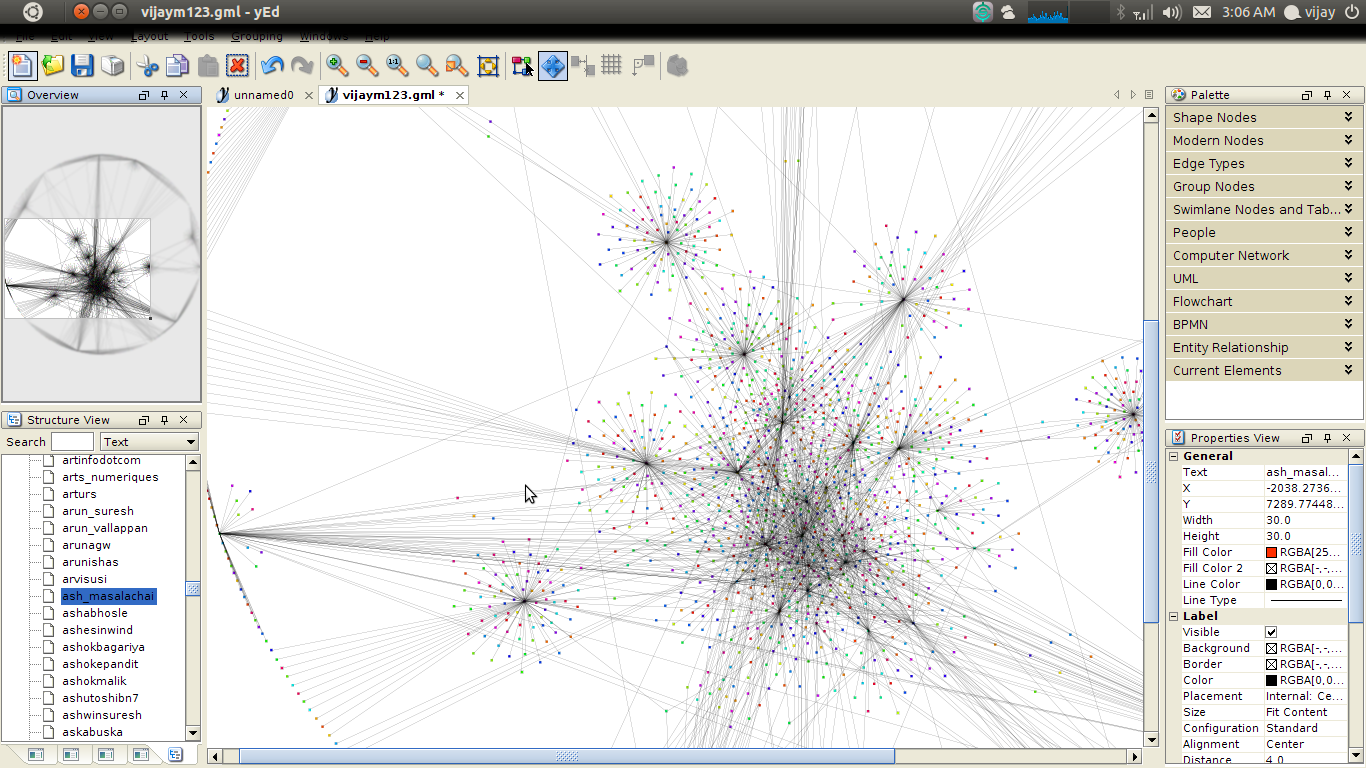 vijaym123.gml - yEd
3:06 AM vijay
File Edit View Layout Tools Grouping Windows Help
1:1
Overview
unnamed0
vijaym123.gml *
Palette
Shape Nodes
Modern Nodes
Edge Types
Group Nodes
Swimlane Nodes and Tab...
People
Computer Network
UML
Flowchart
BPMN
Entity Relationship
Current Elements
Structure View
Search
Text
artinfodotcom
arts_numeriques
arturs
arun_suresh
arun_vallappan
arunagw
arunishas
arvisusi
ash_masalachai
ashabhosle
ashesinwind
ashokbagariya
ashokepandit
ashokmalik
ashutoshibn7
ashwinsuresh
askabuska
Properties View
General
Text ash_masal...
X -2038.2736...
Y 7289.77448...
Width 30.0
Height 30.0
Fill Color RGBA[25...
Fill Color 2 RGBA[-,-,...
Line Color RGBA[0,0...
Line Type
Label
Visible
Background RGBA[-,-,...
Border RGBA[-,-,...
Color RGBA[0,0...
Placement Internal: Ce...
Size Fit Content
Configuration Standard
Alignment Center
Distance 4.0